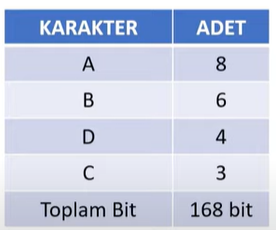 KARAKTER ADET
A 8
B 6
D 4
C 3
Toplam Bit 168 bit